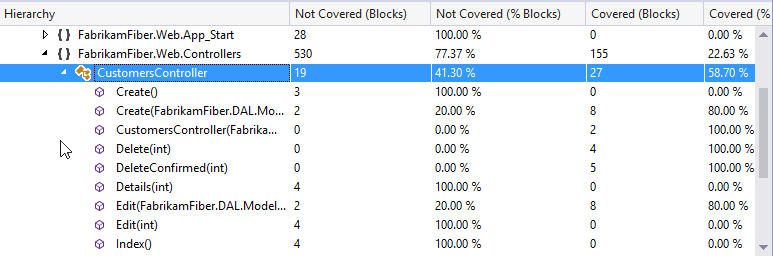 Hierarchy Not Covered (Blocks) Not Covered (% Blocks) Covered (Blocks) Covered (%
FabrikamFiber.Web.App_Start 28 100.00 % 0 0.00 %
FabrikamFiber.Web.Controllers 530 77.37 % 155 22.63 %
CustomersController 19 41.30 % 27 58.70 %
Create() 3 100.00 % 0 0.00 %
Create(FabrikamFiber.DAL.Mo... 2 20.00 % 8 80.00 %
CustomersController(Fabrika... 0 0.00 % 2 100.00 %
Delete(int) 0 0.00 % 4 100.00 %
DeleteConfirmed(int) 0 0.00 % 5 100.00 %
Details(int) 4 100.00 % 0 0.00 %
Edit(FabrikamFiber.DAL.Model... 2 20.00 % 8 80.00 %
Edit(int) 4 100.00 % 0 0.00 %
Index() 4 100.00 % 0 0.00 %